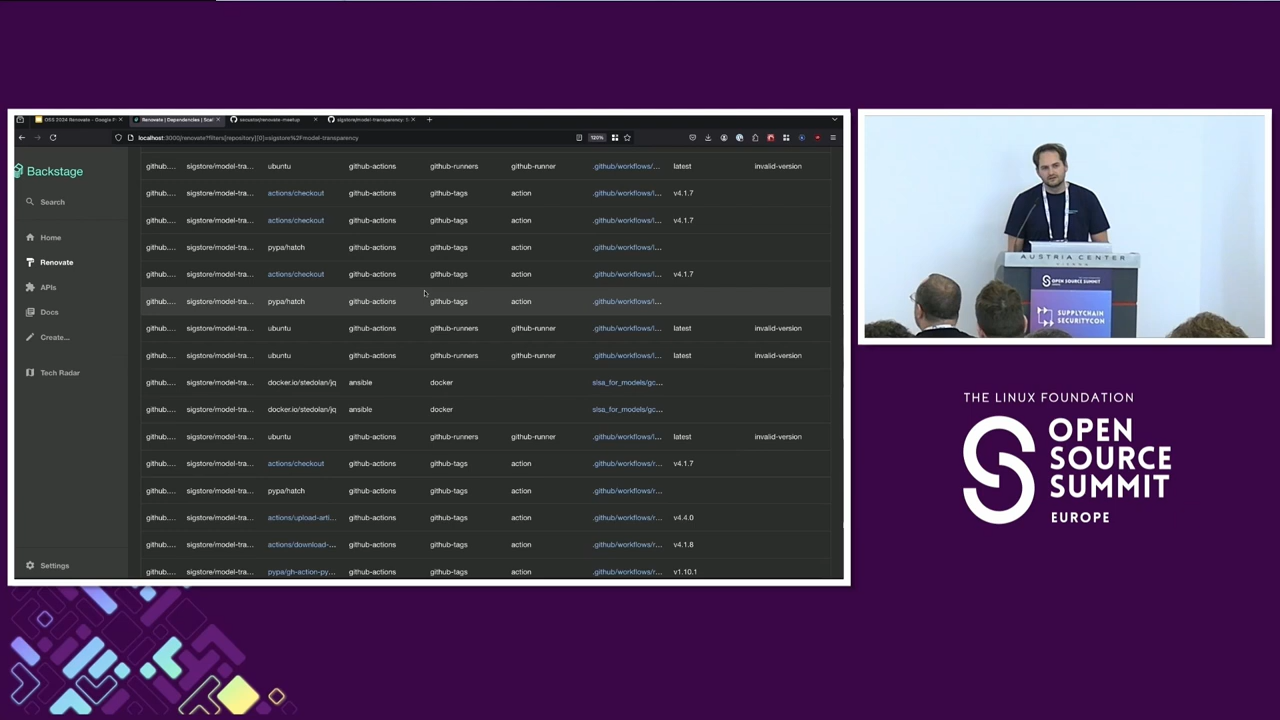 OSS 2024 Renovate - Google P
Renovate | Dependencies | Scal
secustor/renovate-meetup
sigstore/model-transparency: S
localhost:3000/renovate?filters[repository][0]=sigstore%2Fmodel-transparency
120%
Backstage
Search
Home
Renovate
APIs
Docs
Create...
Tech Radar
Settings
github.... sigstore/model-tra... ubuntu github-actions github-runners github-runner .github/workflows/... latest invalid-version
github.... sigstore/model-tra... actions/checkout github-actions github-tags action .github/workflows/l... v4.1.7
github.... sigstore/model-tra... actions/checkout github-actions github-tags action .github/workflows/l... v4.1.7
github.... sigstore/model-tra... pypa/hatch github-actions github-tags action .github/workflows/l...
github.... sigstore/model-tra... actions/checkout github-actions github-tags action .github/workflows/l... v4.1.7
github.... sigstore/model-tra... pypa/hatch github-actions github-tags action .github/workflows/l...
github.... sigstore/model-tra... ubuntu github-actions github-runners github-runner .github/workflows/l... latest invalid-version
github.... sigstore/model-tra... ubuntu github-actions github-runners github-runner .github/workflows/l... latest invalid-version
github.... sigstore/model-tra... docker.io/stedolan/jq ansible docker slsa_for_models/gc...
github.... sigstore/model-tra... docker.io/stedolan/jq ansible docker slsa_for_models/gc...
github.... sigstore/model-tra... ubuntu github-actions github-runners github-runner .github/workflows/l... latest invalid-version
github.... sigstore/model-tra... actions/checkout github-actions github-tags action .github/workflows/r... v4.1.7
github.... sigstore/model-tra... pypa/hatch github-actions github-tags action .github/workflows/r...
github.... sigstore/model-tra... actions/upload-arti... github-actions github-tags action .github/workflows/r... v4.4.0
github.... sigstore/model-tra... actions/download-... github-actions github-tags action .github/workflows/r... v4.1.8
github.... sigstore/model-tra... pypa/gh-action-py... github-actions github-tags action .github/workflows/r... v1.10.1
AUSTRIA CENTER
OPEN SOURCE SUMMIT
SUPPLYCHAIN
SECURITYCON
THE LINUX FOUNDATION
OPEN
SOURCE
SUMMIT
EUROPE